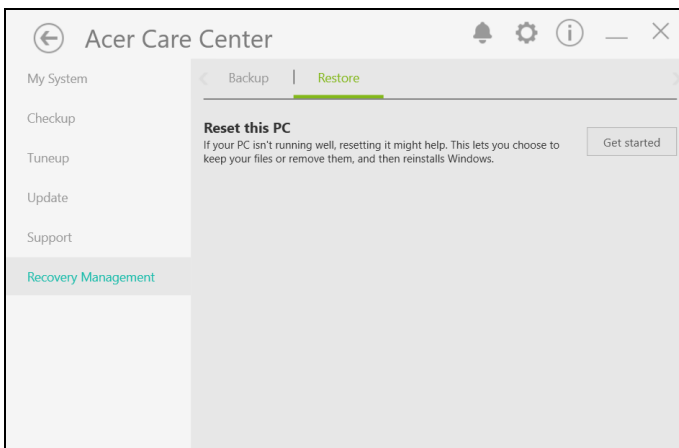 Acer Care Center
My System
Checkup
Tuneup
Update
Support
Recovery Management
Backup | Restore
Reset this PC
If your PC isn't running well, resetting it might help. This lets you choose to
keep your files or remove them, and then reinstalls Windows.
Get started